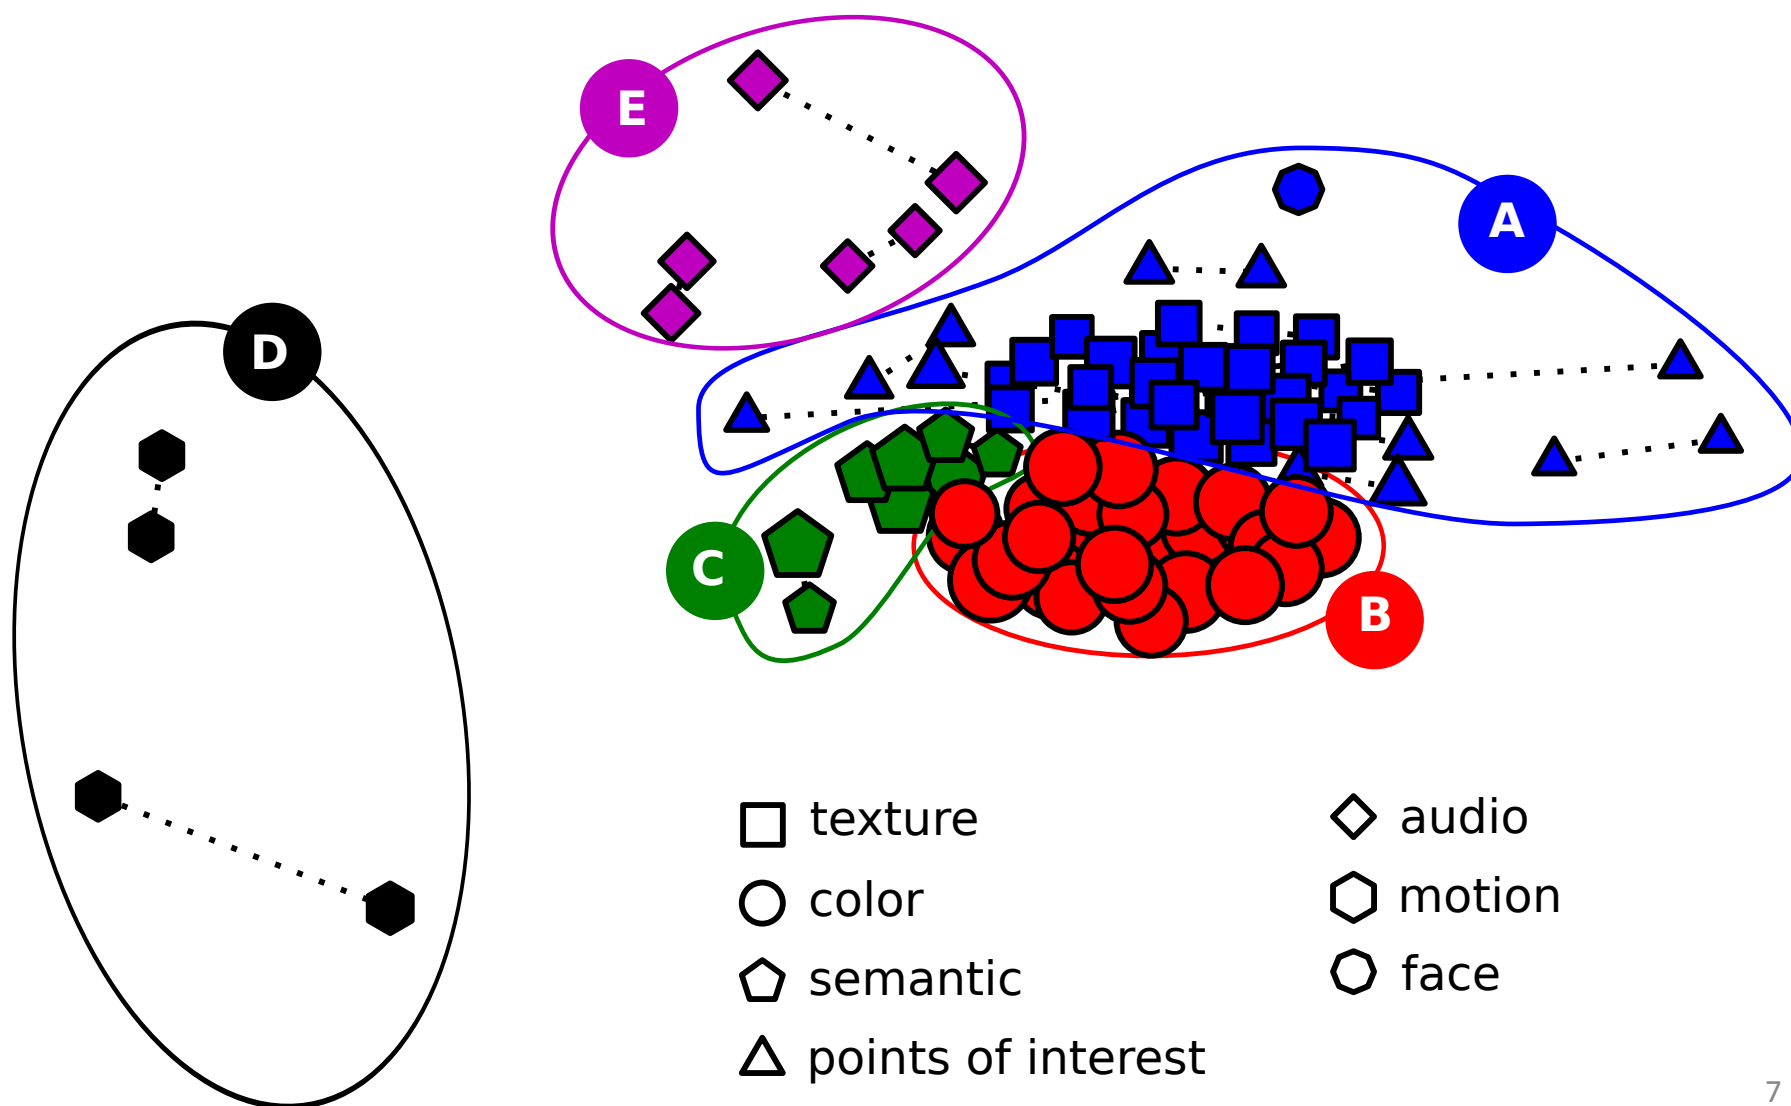 E
A
D
C
B
texture
color
semantic
points of interest
audio
motion
face
7